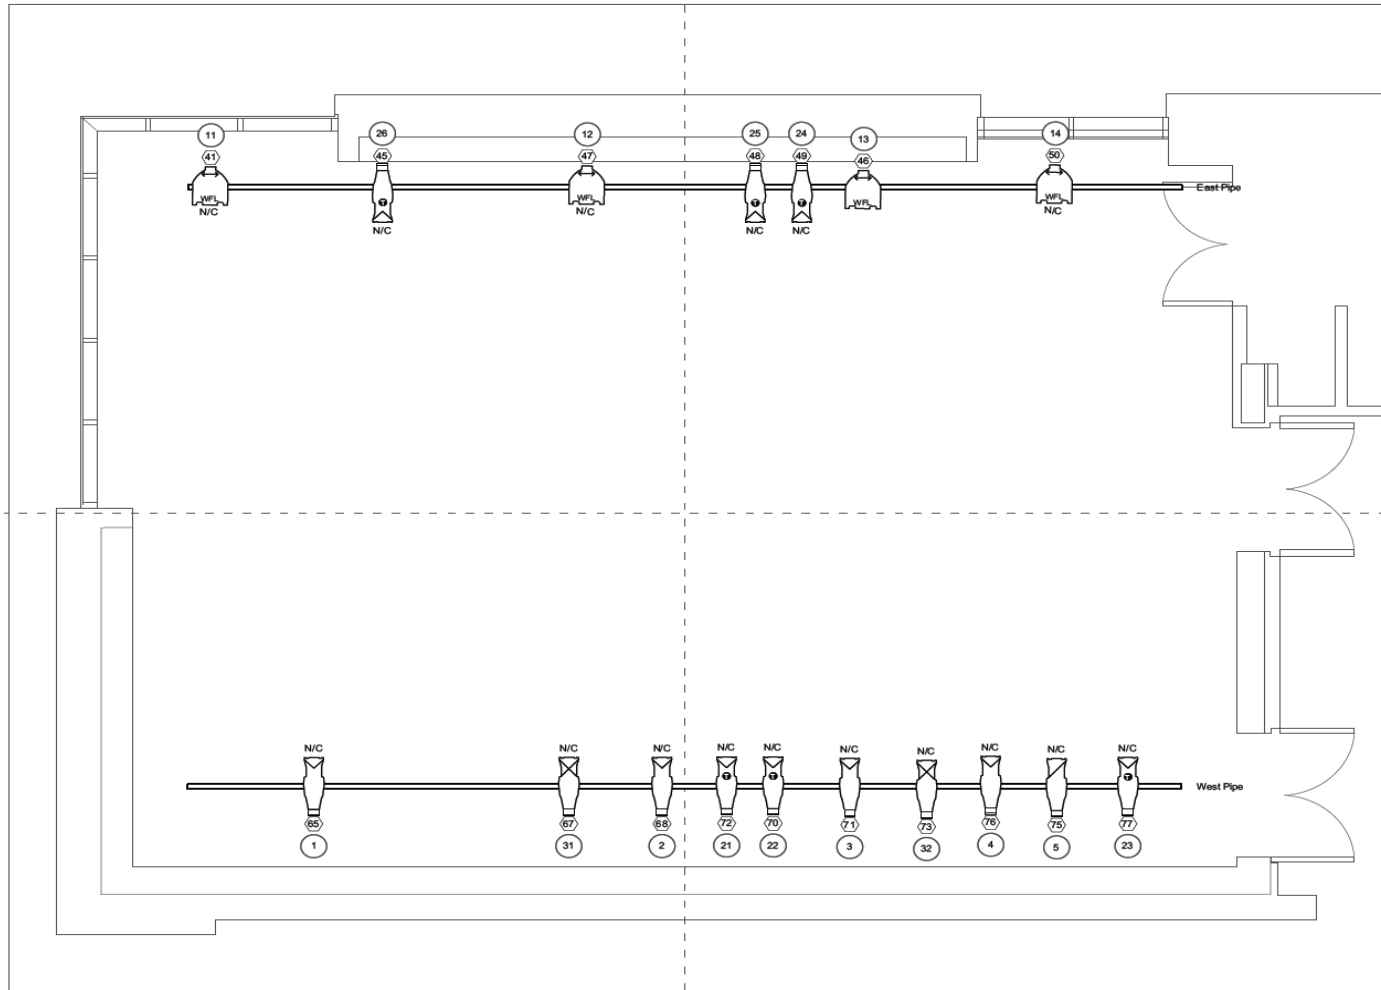 11 26 12 25 24 13 14
41 45 47 48 49 46 50
East Pipe
WFL WFL WFL WFL
T T T
N/C N/C N/C
N/C N/C N/C
N/C N/C N/C N/C N/C N/C N/C N/C N/C N/C
T T T
West Pipe
65 67 68 72 70 71 73 76 75 77
1 31 2 21 22 3 32 4 5 23